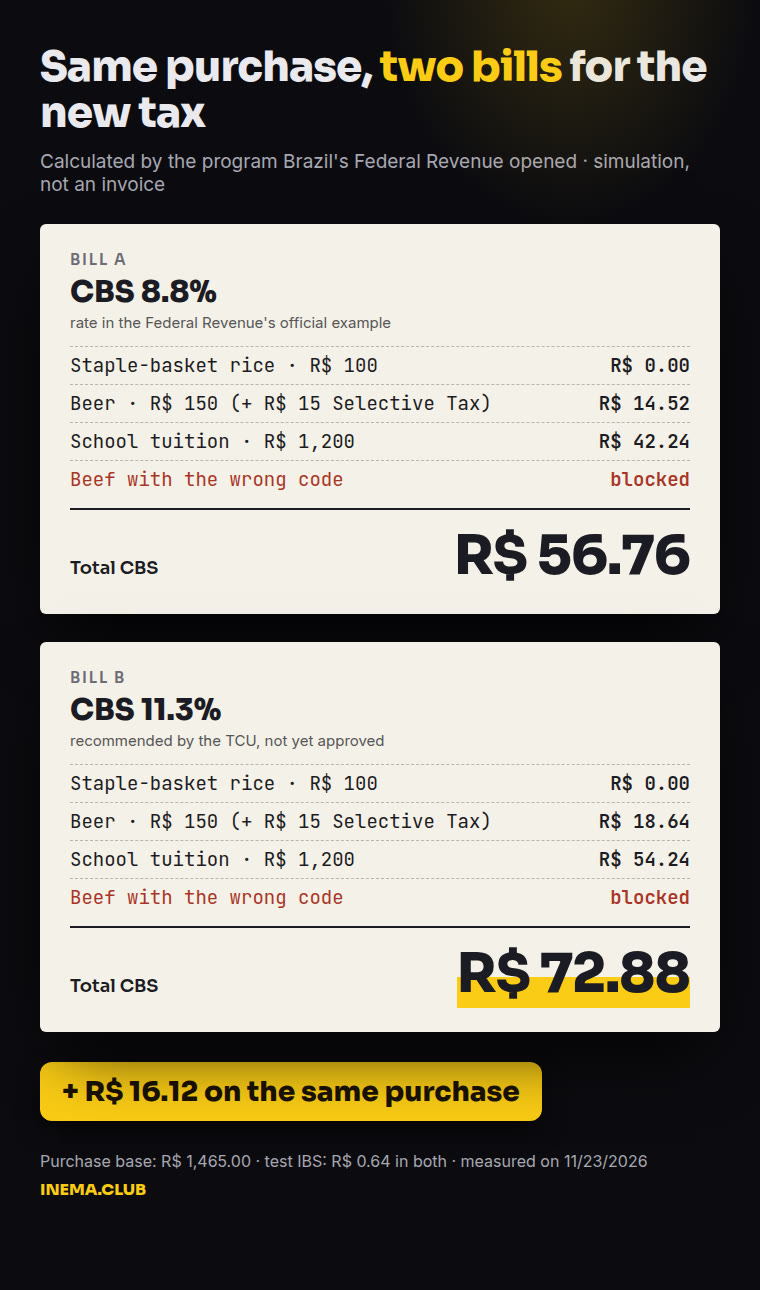 Same purchase, two bills for the
new tax
Calculated by the program Brazil's Federal Revenue opened · simulation,
not an invoice
BILL A
CBS 8.8%
rate in the Federal Revenue's official example
Staple-basket rice · R$ 100 R$ 0.00
Beer · R$ 150 (+ R$ 15 Selective Tax) R$ 14.52
School tuition · R$ 1,200 R$ 42.24
Beef with the wrong code blocked
Total CBS R$ 56.76
BILL B
CBS 11.3%
recommended by the TCU, not yet approved
Staple-basket rice · R$ 100 R$ 0.00
Beer · R$ 150 (+ R$ 15 Selective Tax) R$ 18.64
School tuition · R$ 1,200 R$ 54.24
Beef with the wrong code blocked
Total CBS R$ 72.88
+ R$ 16.12 on the same purchase
Purchase base: R$ 1,465.00 · test IBS: R$ 0.64 in both · measured on 11/23/2026
INEMA.CLUB